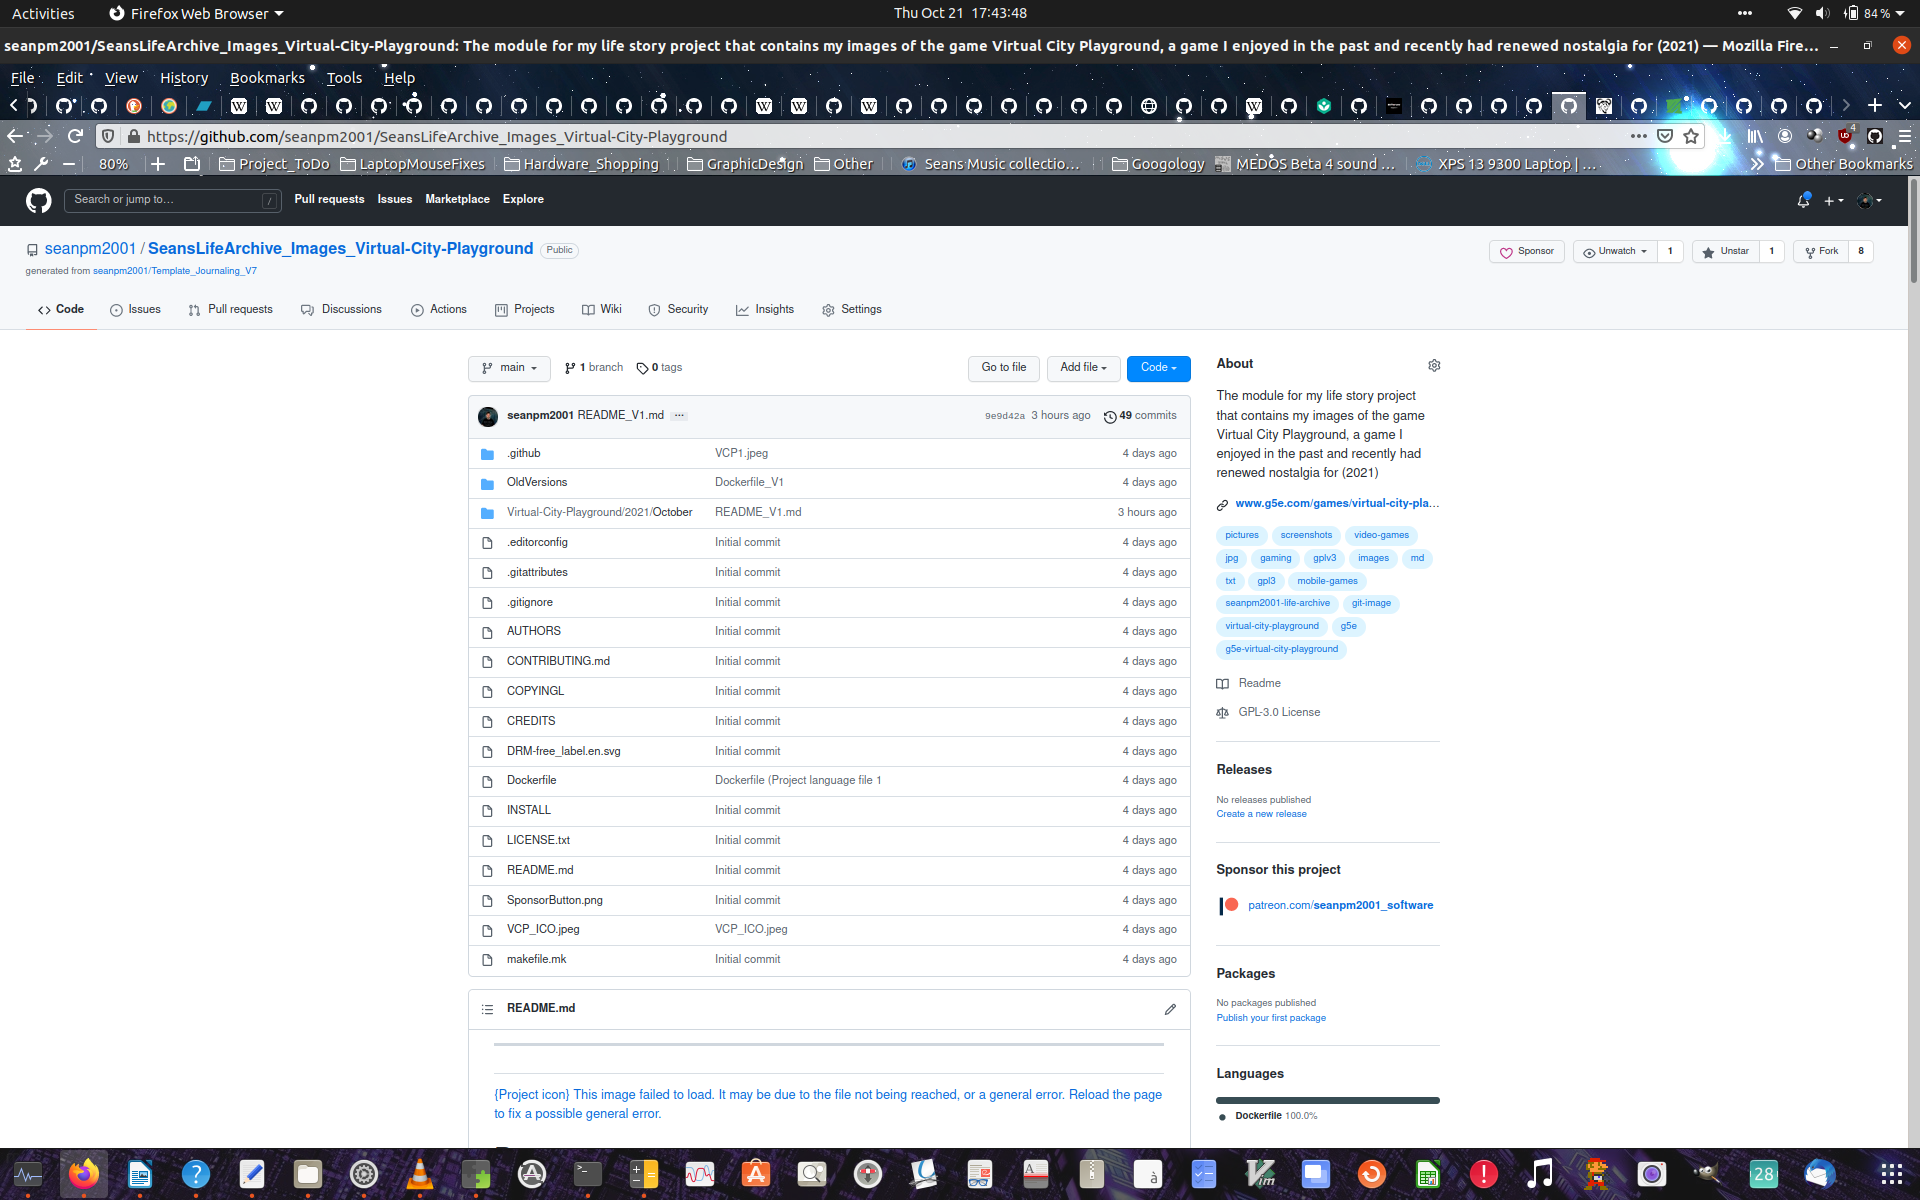 Activities Firefox Web Browser Thu Oct 21 17:43:48 84 %
seanpm2001/SeansLifeArchive_Images_Virtual-City-Playground: The module for my life story project that contains my images of the game Virtual City Playground, a game I enjoyed in the past and recently had renewed nostalgia for (2021) — Mozilla Fire…
File Edit View History Bookmarks Tools Help
https://github.com/seanpm2001/SeansLifeArchive_Images_Virtual-City-Playground
80% Project_ToDo LaptopMouseFixes Hardware_Shopping GraphicDesign Other Seans Music collectio… Googology MEDOS Beta 4 sound … XPS 13 9300 Laptop | … Other Bookmarks
Search or jump to… / Pull requests Issues Marketplace Explore
seanpm2001 / SeansLifeArchive_Images_Virtual-City-Playground Public
Sponsor Unwatch 1 Unstar 1 Fork 8
generated from seanpm2001/Template_Journaling_V7
Code Issues Pull requests Discussions Actions Projects Wiki Security Insights Settings
main 1 branch 0 tags Go to file Add file Code
seanpm2001 README_V1.md ... 9e9d42a 3 hours ago 49 commits
.github VCP1.jpeg 4 days ago
OldVersions Dockerfile_V1 4 days ago
Virtual-City-Playground/2021/October README_V1.md 3 hours ago
.editorconfig Initial commit 4 days ago
.gitattributes Initial commit 4 days ago
.gitignore Initial commit 4 days ago
AUTHORS Initial commit 4 days ago
CONTRIBUTING.md Initial commit 4 days ago
COPYINGL Initial commit 4 days ago
CREDITS Initial commit 4 days ago
DRM-free_label.en.svg Initial commit 4 days ago
Dockerfile Dockerfile (Project language file 1 4 days ago
INSTALL Initial commit 4 days ago
LICENSE.txt Initial commit 4 days ago
README.md Initial commit 4 days ago
SponsorButton.png Initial commit 4 days ago
VCP_ICO.jpeg VCP_ICO.jpeg 4 days ago
makefile.mk Initial commit 4 days ago
README.md
{Project icon} This image failed to load. It may be due to the file not being reached, or a general error. Reload the page
to fix a possible general error.
About
The module for my life story project
that contains my images of the game
Virtual City Playground, a game I
enjoyed in the past and recently had
renewed nostalgia for (2021)
www.g5e.com/games/virtual-city-pla…
pictures screenshots video-games
jpg gaming gplv3 images md
txt gpl3 mobile-games
seanpm2001-life-archive git-image
virtual-city-playground g5e
g5e-virtual-city-playground
Readme
GPL-3.0 License
Releases
No releases published
Create a new release
Sponsor this project
patreon.com/seanpm2001_software
Packages
No packages published
Publish your first package
Languages
Dockerfile 100.0%
28